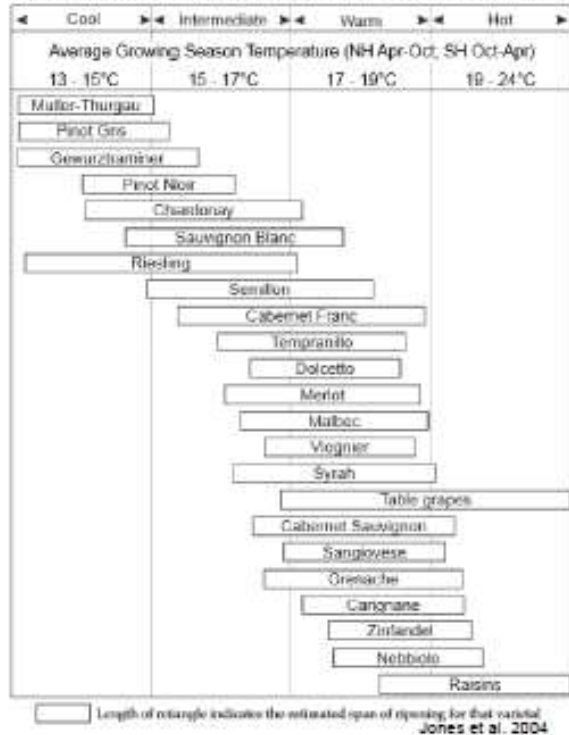 Cool Intermediate Warm Hot
Average Growing Season Temperature (NH Apr-Oct, SH Oct-Apr)
13 - 15°C 15 - 17°C 17 - 19°C 19 - 24°C
Muller-Thurgau
Pinot Gris
Gewurztraminer
Pinot Noir
Chardonay
Sauvignon Blanc
Riesling
Semillon
Cabernet Franc
Tempranillo
Dolcetto
Merlot
Malbec
Viognier
Syrah
Table grapes
Cabernet Sauvignon
Sangiovese
Grenache
Carignane
Zinfandel
Nebbiolo
Raisins
Length of retangle indicates the estimated span of ripening for that varietal
Jones et al. 2004